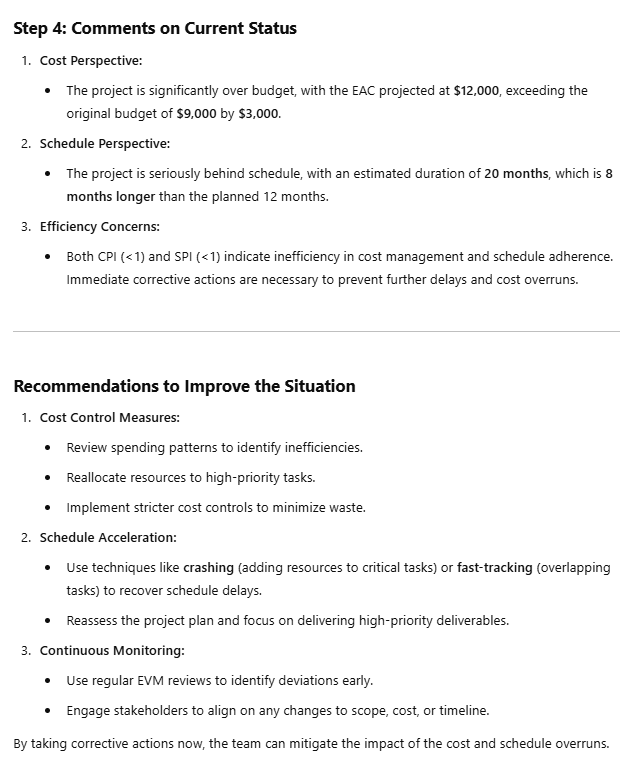 Step 4: Comments on Current Status
1. Cost Perspective:
• The project is significantly over budget, with the EAC projected at $12,000, exceeding the
original budget of $9,000 by $3,000.
2. Schedule Perspective:
• The project is seriously behind schedule, with an estimated duration of 20 months, which is 8
months longer than the planned 12 months.
3. Efficiency Concerns:
• Both CPI (<1) and SPI (<1) indicate inefficiency in cost management and schedule adherence.
Immediate corrective actions are necessary to prevent further delays and cost overruns.
Recommendations to Improve the Situation
1. Cost Control Measures:
• Review spending patterns to identify inefficiencies.
• Reallocate resources to high-priority tasks.
• Implement stricter cost controls to minimize waste.
2. Schedule Acceleration:
• Use techniques like crashing (adding resources to critical tasks) or fast-tracking (overlapping
tasks) to recover schedule delays.
• Reassess the project plan and focus on delivering high-priority deliverables.
3. Continuous Monitoring:
• Use regular EVM reviews to identify deviations early.
• Engage stakeholders to align on any changes to scope, cost, or timeline.
By taking corrective actions now, the team can mitigate the impact of the cost and schedule overruns.